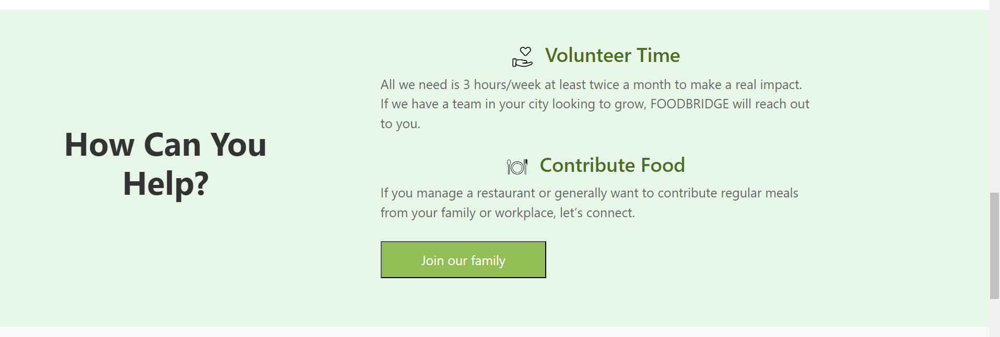 How Can You
Help?
Volunteer Time
All we need is 3 hours/week at least twice a month to make a real impact.
If we have a team in your city looking to grow, FOODBRIDGE will reach out
to you.
Contribute Food
If you manage a restaurant or generally want to contribute regular meals
from your family or workplace, let’s connect.
Join our family